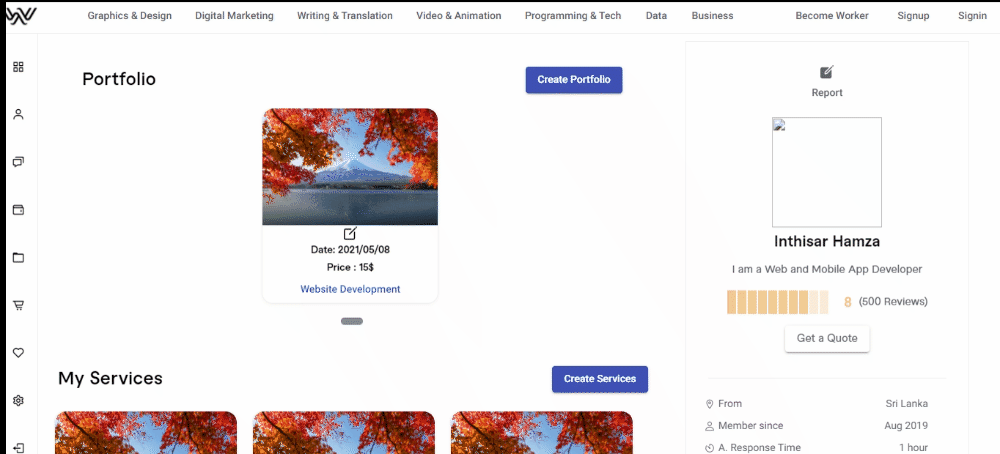 Graphics & Design Digital Marketing Writing & Translation Video & Animation Programming & Tech Data Business Become Worker Signup Signin
Portfolio
Create Portfolio
Date: 2021/05/08
Price : 15$
Website Development
My Services
Create Services
Report
Inthisar Hamza
I am a Web and Mobile App Developer
8 (500 Reviews)
Get a Quote
From Sri Lanka
Member since Aug 2019
A. Response Time 1 hour